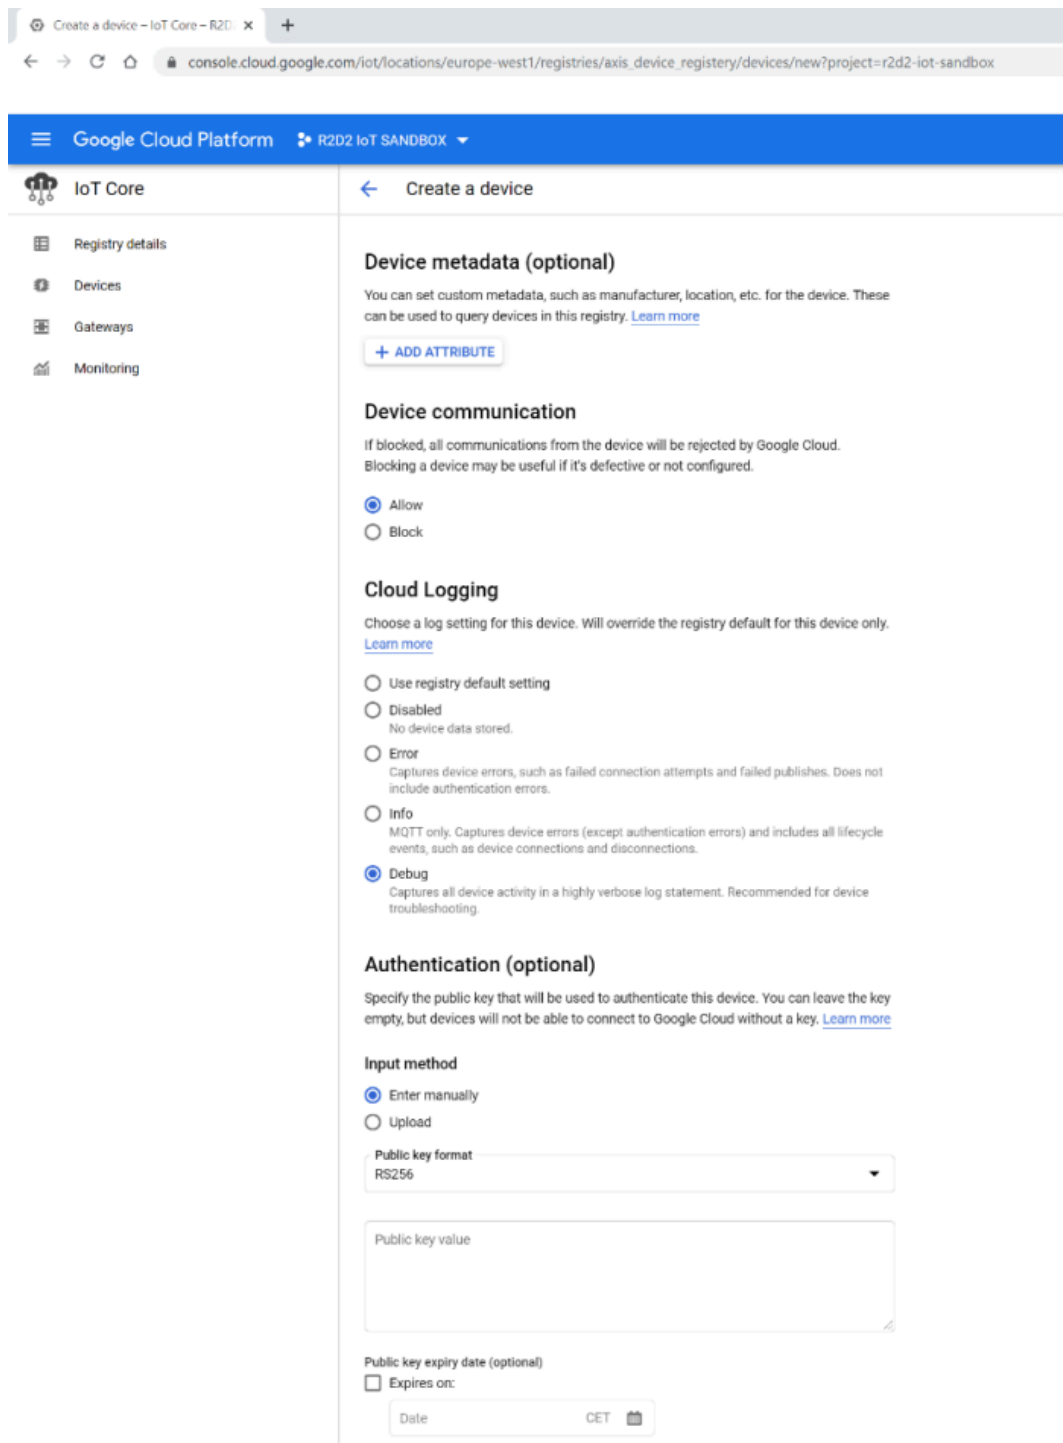 Create a device – IoT Core – R2D
console.cloud.google.com/iot/locations/europe-west1/registries/axis_device_registery/devices/new?project=r2d2-iot-sandbox
Google Cloud Platform
R2D2 IoT SANDBOX
IoT Core
Create a device
Registry details
Devices
Gateways
Monitoring
Device metadata (optional)
You can set custom metadata, such as manufacturer, location, etc. for the device. These
can be used to query devices in this registry. Learn more
+ ADD ATTRIBUTE
Device communication
If blocked, all communications from the device will be rejected by Google Cloud.
Blocking a device may be useful if it's defective or not configured.
Allow
Block
Cloud Logging
Choose a log setting for this device. Will override the registry default for this device only.
Learn more
Use registry default setting
Disabled
No device data stored.
Error
Captures device errors, such as failed connection attempts and failed publishes. Does not
include authentication errors.
Info
MQTT only. Captures device errors (except authentication errors) and includes all lifecycle
events, such as device connections and disconnections.
Debug
Captures all device activity in a highly verbose log statement. Recommended for device
troubleshooting.
Authentication (optional)
Specify the public key that will be used to authenticate this device. You can leave the key
empty, but devices will not be able to connect to Google Cloud without a key. Learn more
Input method
Enter manually
Upload
Public key format
RS256
Public key value
Public key expiry date (optional)
Expires on:
Date CET